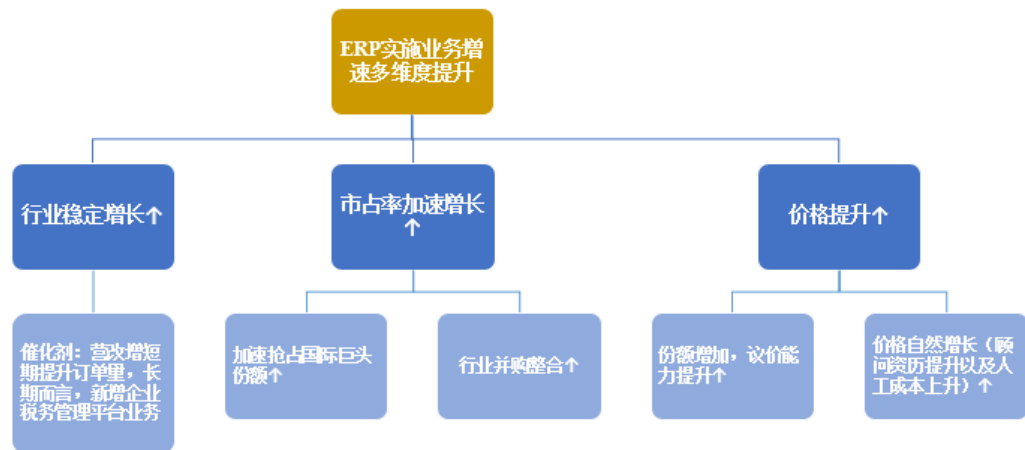 ERP实施业务增
速多维度提升
行业稳定增长↑
市占率加速增长
↑
价格提升↑
催化剂：营改增短
期提升订单量，长
期而言，新增企业
税务管理平台业务
加速抢占国际巨头
份额↑
行业并购整合↑
份额增加，议价能
力提升↑
价格自然增长（顾
问资历提升以及人
工成本上升）↑